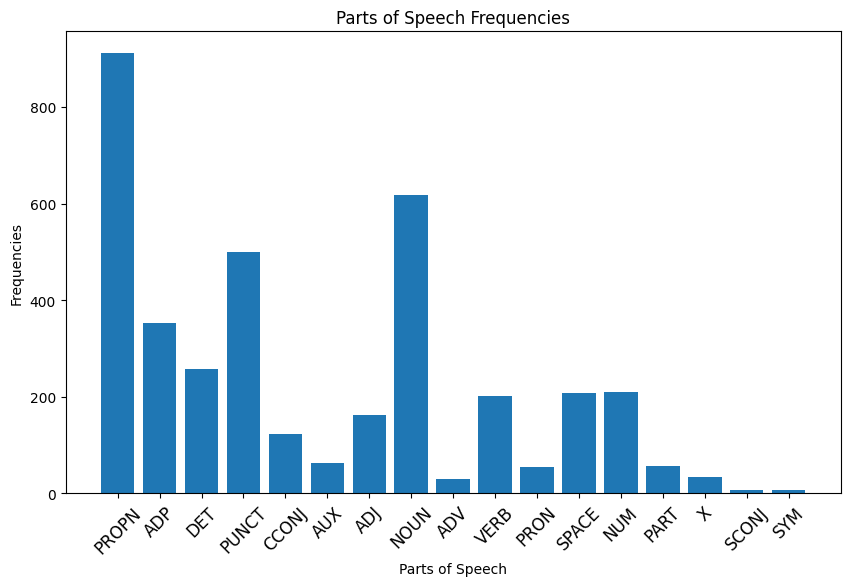 Parts of Speech Frequencies
Frequencies
800
600
400
200
0
PROPN ADP DET PUNCT CCONJ AUX ADJ NOUN ADV VERB PRON SPACE NUM PART X SCONJ SYM
Parts of Speech